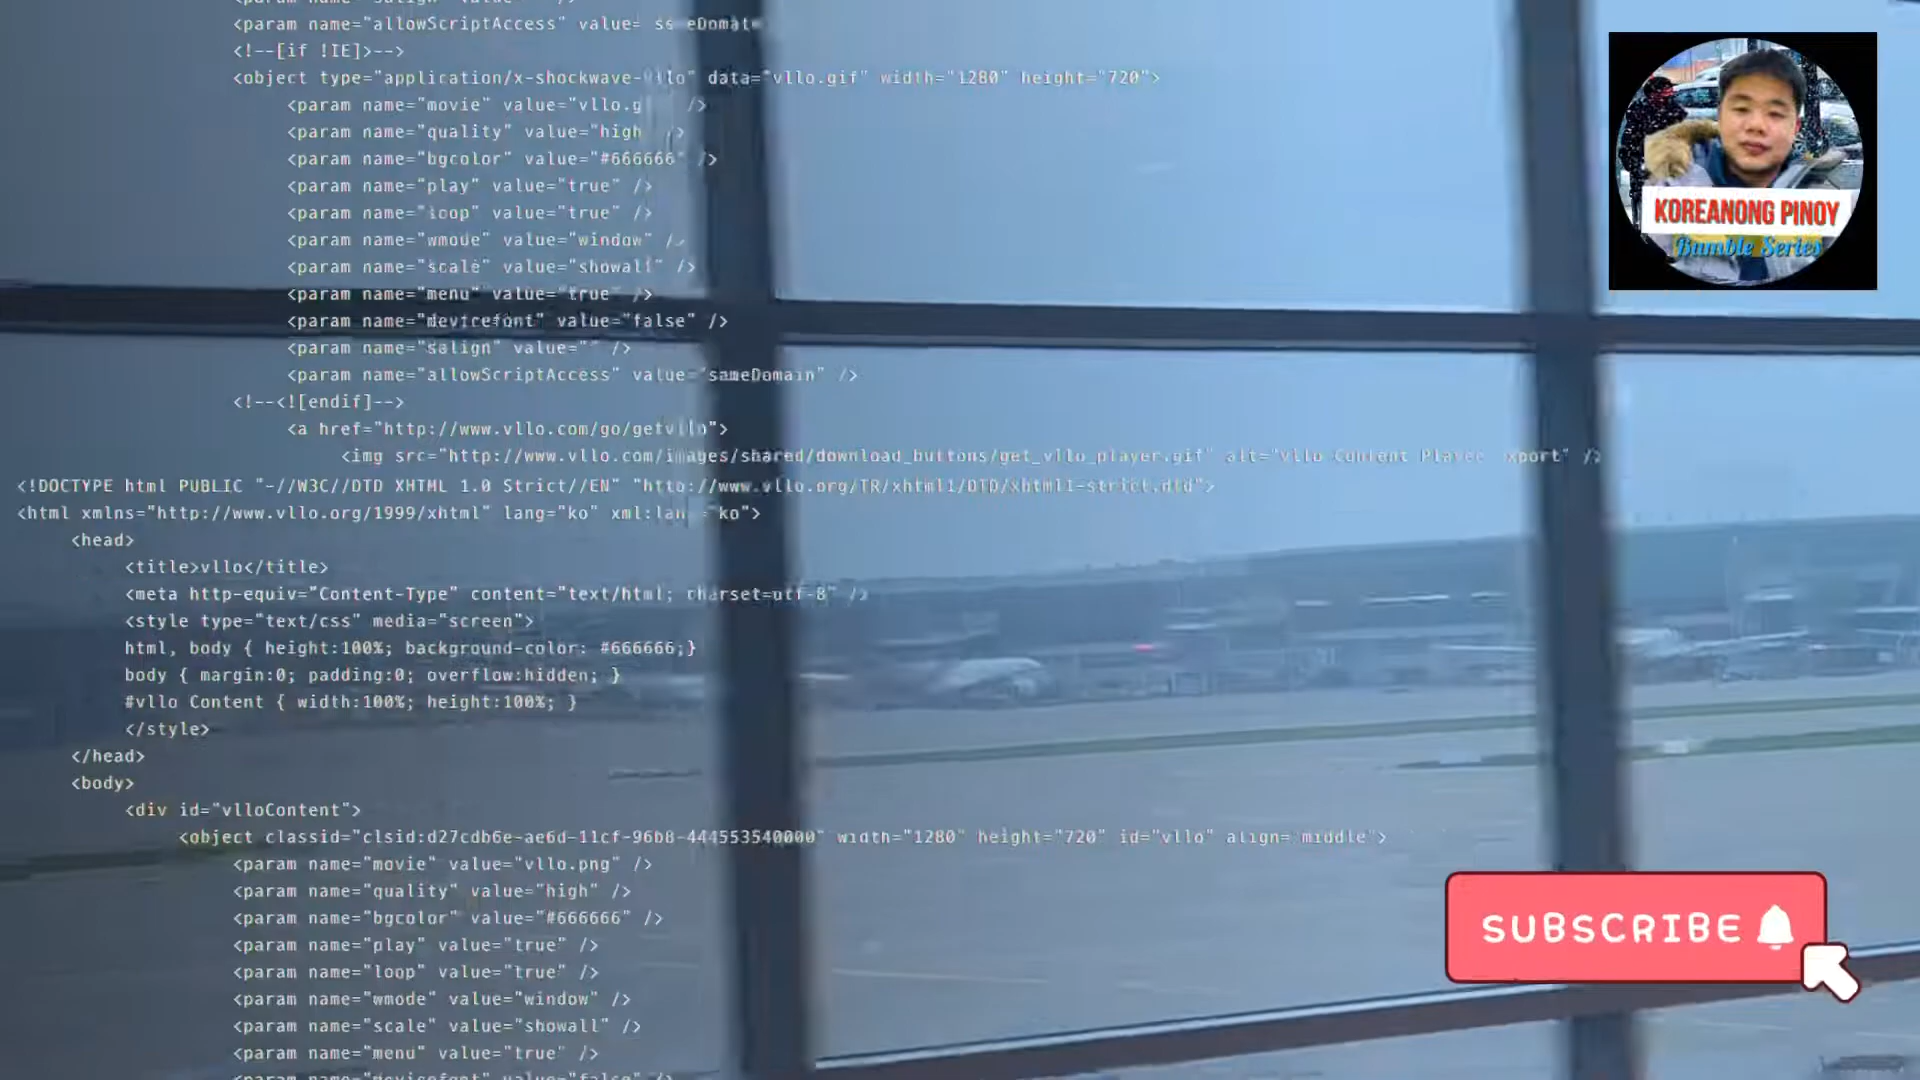 <param name="allowScriptAccess" value= sameDomain
<!--[if !IE]>-->
<object type="application/x-shockwave-vllo" data="vllo.gif" width="1280" height="720">
<param name="movie" value="vllo.g />
<param name="quality" value="high />
<param name="bgcolor" value="#666666" />
<param name="play" value="true" />
<param name="loop" value="true" />
<param name="wmode" value="window" />
<param name="scale" value="showall" />
<param name="menu" value="true" />
<param name="devicefont" value="false" />
<param name="salign" value="" />
<param name="allowScriptAccess" value="sameDomain" />
<!--<![endif]-->
<a href="http://www.vllo.com/go/getvllo">
<img src="http://www.vllo.com/images/shared/download_buttons/get_vllo_player.gif" alt="vllo Content Player export" />
<!DOCTYPE html PUBLIC "-//W3C//DTD XHTML 1.0 Strict//EN" "http://www.vllo.org/TR/xhtml1/DTD/xhtml1-strict.dtd">
<html xmlns="http://www.vllo.org/1999/xhtml" lang="ko" xml:lang="ko">
<head>
<title>vllo</title>
<meta http-equiv="Content-Type" content="text/html; charset=utf-8" />
<style type="text/css" media="screen">
html, body { height:100%; background-color: #666666;}
body { margin:0; padding:0; overflow:hidden; }
#vllo Content { width:100%; height:100%; }
</style>
</head>
<body>
<div id="vlloContent">
<object classid="clsid:d27cdb6e-ae6d-11cf-96b8-444553540000" width="1280" height="720" id="vllo" align="middle">
<param name="movie" value="vllo.png" />
<param name="quality" value="high" />
<param name="bgcolor" value="#666666" />
<param name="play" value="true" />
<param name="loop" value="true" />
<param name="wmode" value="window" />
<param name="scale" value="showall" />
<param name="menu" value="true" />
<param name="devicefont" value="false" />
KOREANONG PINOY
Bumble Series
SUBSCRIBE